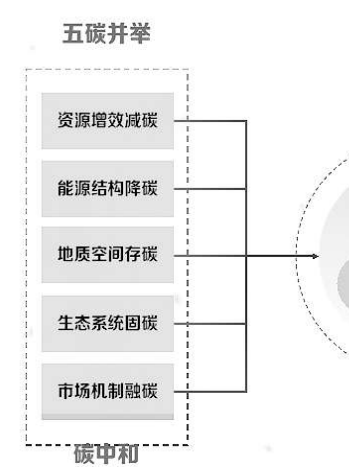 五碳并举
资源增效减碳
能源结构降碳
地质空间存碳
生态系统固碳
市场机制融碳
碳中和